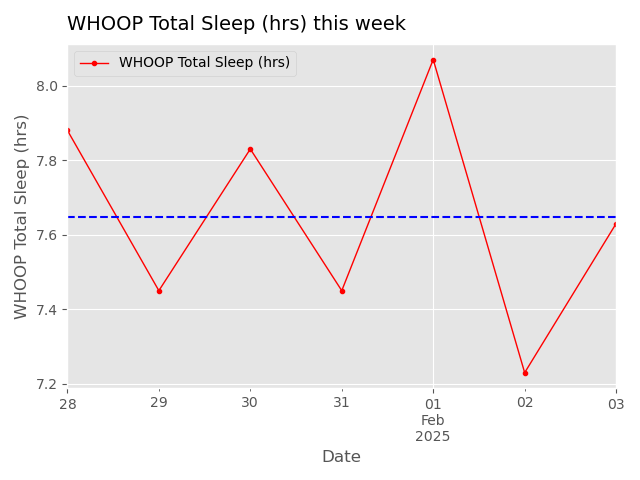 WHOOP Total Sleep (hrs) this week
WHOOP Total Sleep (hrs)
WHOOP Total Sleep (hrs)
8.0
7.8
7.6
7.4
7.2
28 29 30 31 01 02 03
Feb
2025
Date